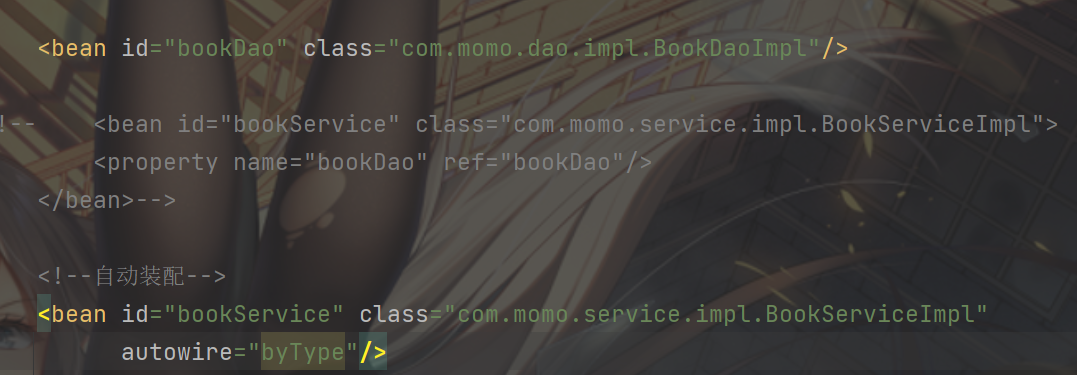 <bean id="bookDao" class="com.momo.dao.impl.BookDaoImpl"/>
!-- <bean id="bookService" class="com.momo.service.impl.BookServiceImpl">
<property name="bookDao" ref="bookDao"/>
</bean>-->
<!--自动装配-->
<bean id="bookService" class="com.momo.service.impl.BookServiceImpl"
autowire="byType"/>